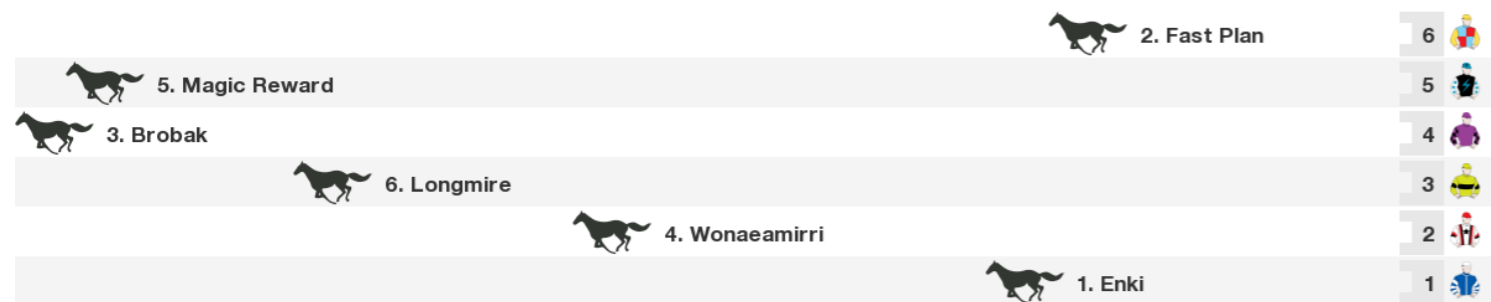 2. Fast Plan 6
5. Magic Reward 5
3. Brobak 4
6. Longmire 3
4. Wonaeamirri 2
1. Enki 1